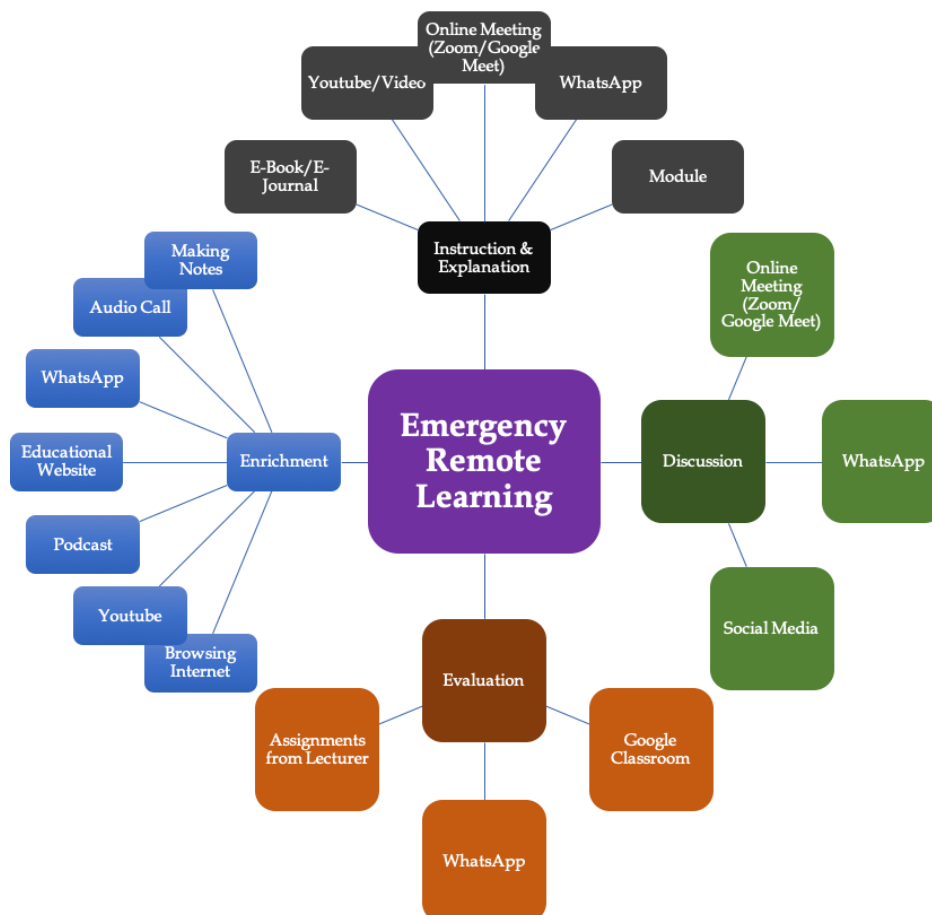 Online Meeting
(Zoom/Google
Meet)
Youtube/Video
WhatsApp
E-Book/E-
Journal
Module
Instruction &
Explanation
Making
Notes
Audio Call
WhatsApp
Educational
Website
Enrichment
Podcast
Youtube
Browsing
Internet
Emergency
Remote
Learning
Online
Meeting
(Zoom/
Google Meet)
Discussion
WhatsApp
Social Media
Evaluation
Assignments
from Lecturer
Google
Classroom
WhatsApp